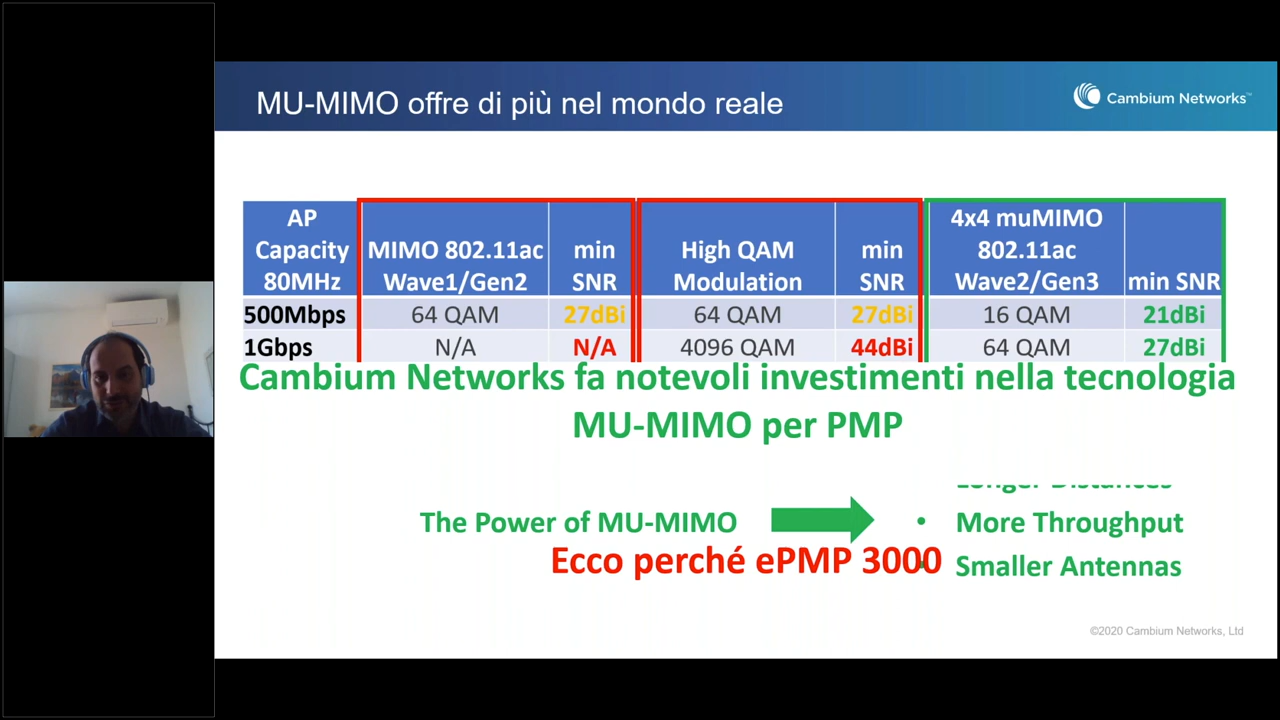 MU-MIMO offre di più nel mondo reale
Cambium Networks™
AP Capacity 80MHz
MIMO 802.11ac Wave1/Gen2
min SNR
High QAM Modulation
min SNR
4x4 muMIMO 802.11ac Wave2/Gen3
min SNR
500Mbps 64 QAM 27dBi 64 QAM 27dBi 16 QAM 21dBi
1Gbps N/A N/A 4096 QAM 44dBi 64 QAM 27dBi
Cambium Networks fa notevoli investimenti nella tecnologia
MU-MIMO per PMP
Longer Distances
The Power of MU-MIMO
• More Throughput
Ecco perché ePMP 3000
Smaller Antennas
©2020 Cambium Networks, Ltd